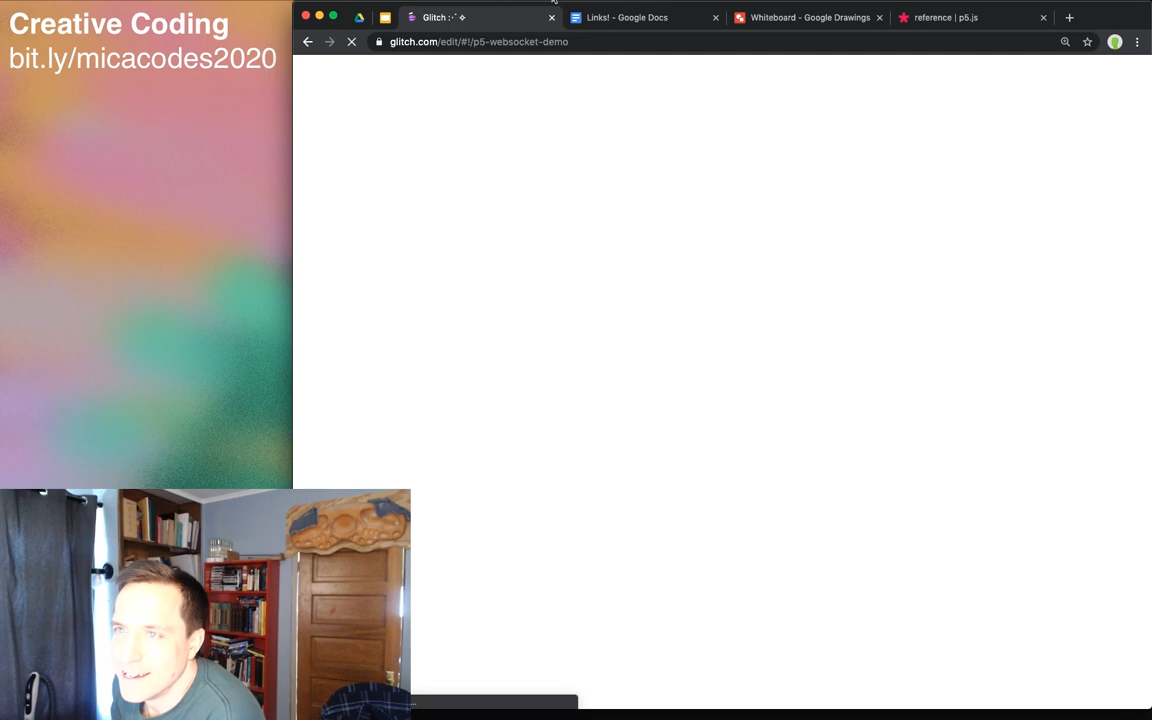 Creative Coding
bit.ly/micacodes2020
Glitch :·ﾟ✧
Links! - Google Docs
Whiteboard - Google Drawings
reference | p5.js
glitch.com/edit/#!/p5-websocket-demo